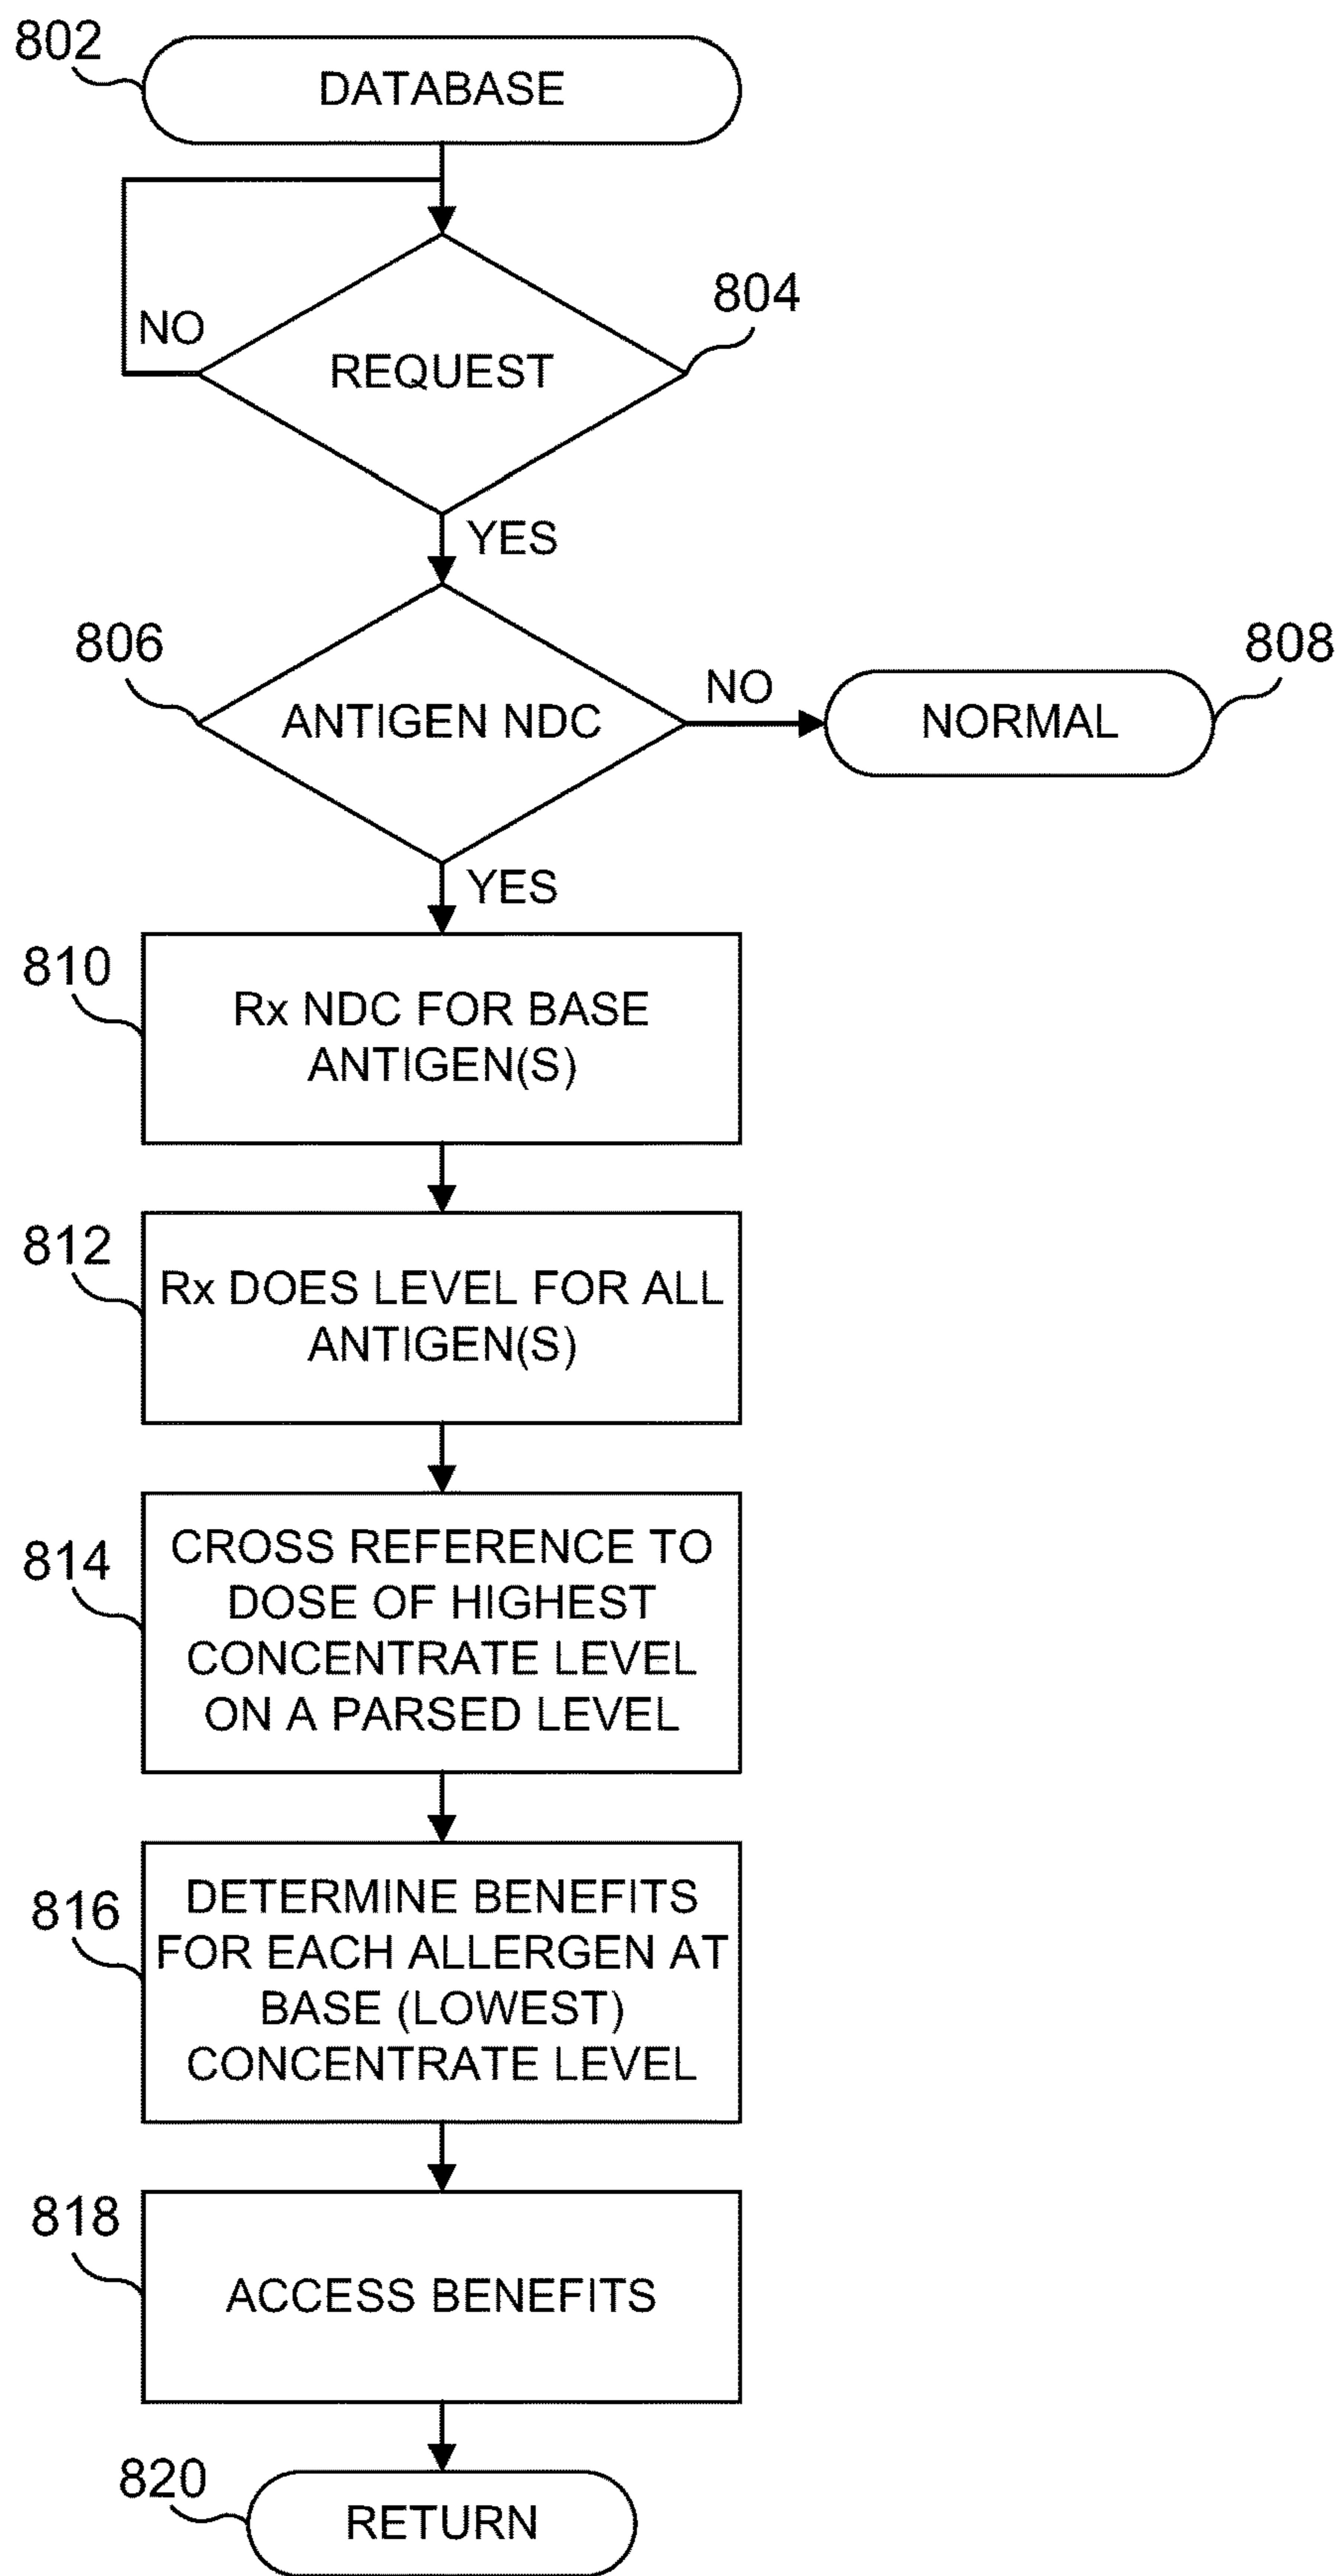 802
DATABASE
804
NO
REQUEST
YES
806
808
NO
ANTIGEN NDC
NORMAL
YES
810
Rx NDC FOR BASE
ANTIGEN(S)
812
Rx DOES LEVEL FOR ALL
ANTIGEN(S)
814
CROSS REFERENCE TO
DOSE OF HIGHEST
CONCENTRATE LEVEL
ON A PARSED LEVEL
816
DETERMINE BENEFITS
FOR EACH ALLERGEN AT
BASE (LOWEST)
CONCENTRATE LEVEL
818
ACCESS BENEFITS
820
RETURN